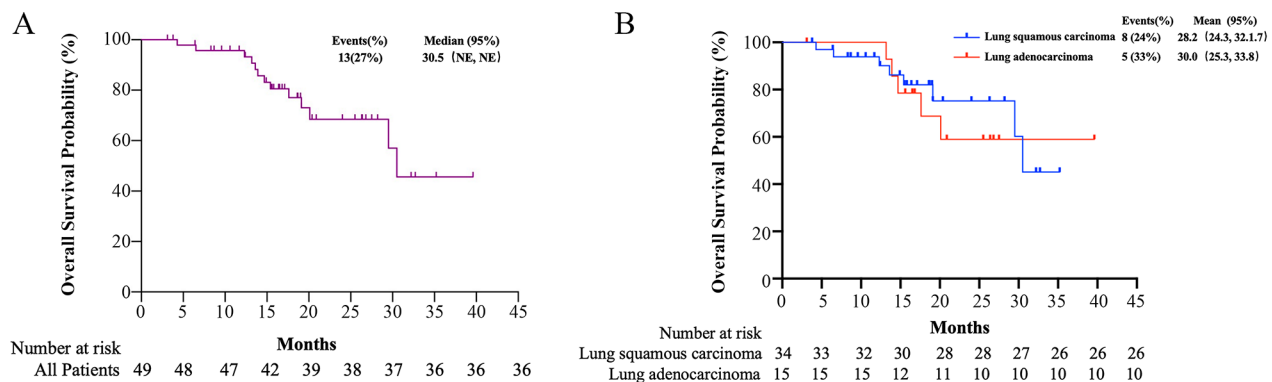 A
Overall Survival Probability (%)
Events(%) Median (95%)
13(27%) 30.5 (NE, NE)
100
80
60
40
20
0
0 5 10 15 20 25 30 35 40 45
Months
Number at risk
All Patients 49 48 47 42 39 38 37 36 36 36
B
Overall Survival Probability (%)
Events(%) Mean (95%)
Lung squamous carcinoma 8 (24%) 28.2 (24.3, 32.1.7)
Lung adenocarcinoma 5 (33%) 30.0 (25.3, 33.8)
100
80
60
40
20
0
0 5 10 15 20 25 30 35 40 45
Months
Number at risk
Lung squamous carcinoma 34 33 32 30 28 28 27 26 26 26
Lung adenocarcinoma 15 15 15 12 11 10 10 10 10 10